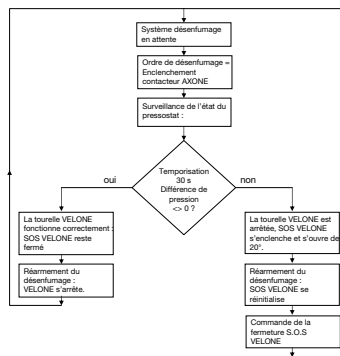 Système désenfumage
en attente
Ordre de désenfumage =
Enclenchement
contacteur AXONE
Surveillance de l'état du
pressostat :
Temporisation
30 s
Différence de
pression
<> 0 ?
oui
non
La tourelle VELONE
fonctionne correctement :
SOS VELONE reste
fermé
Réarmement du
désenfumage :
VELONE s'arrête.
La tourelle VELONE est
arrêtée, SOS VELONE
s'enclenche et s'ouvre de
20°.
Réarmement du
désenfumage :
SOS VELONE se
réinitialise
Commande de la
fermeture S.O.S
VELONE